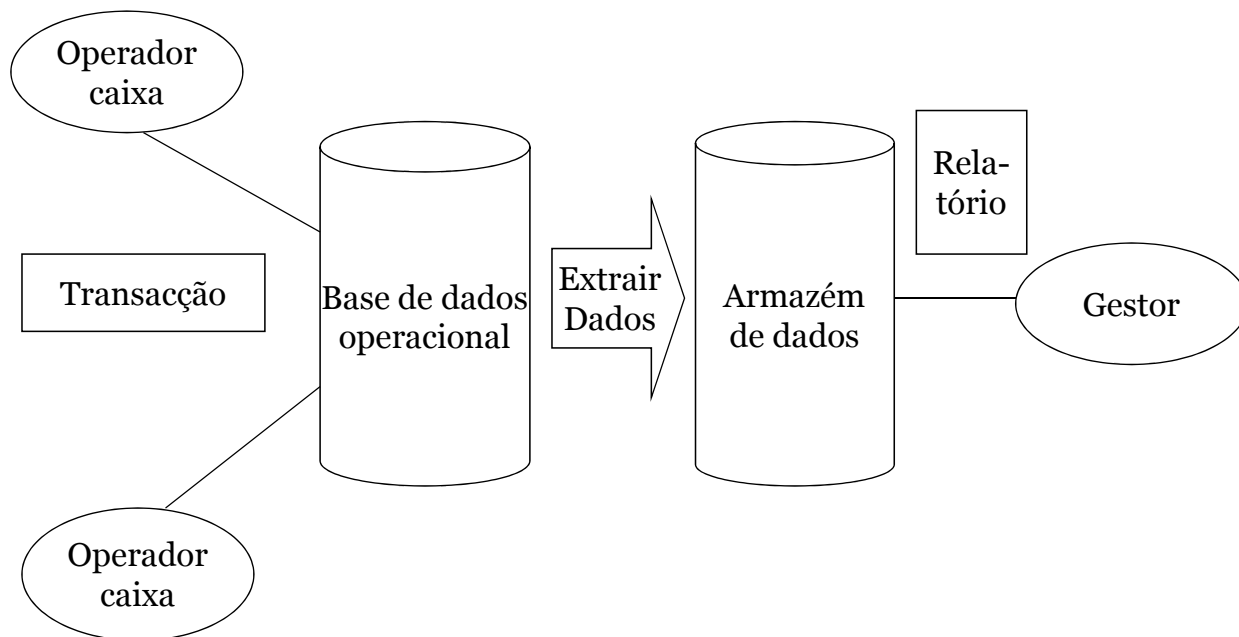 Operador
caixa
Transacção
Operador
caixa
Base de dados
operacional
Extrair
Dados
Armazém
de dados
Rela-
tório
Gestor